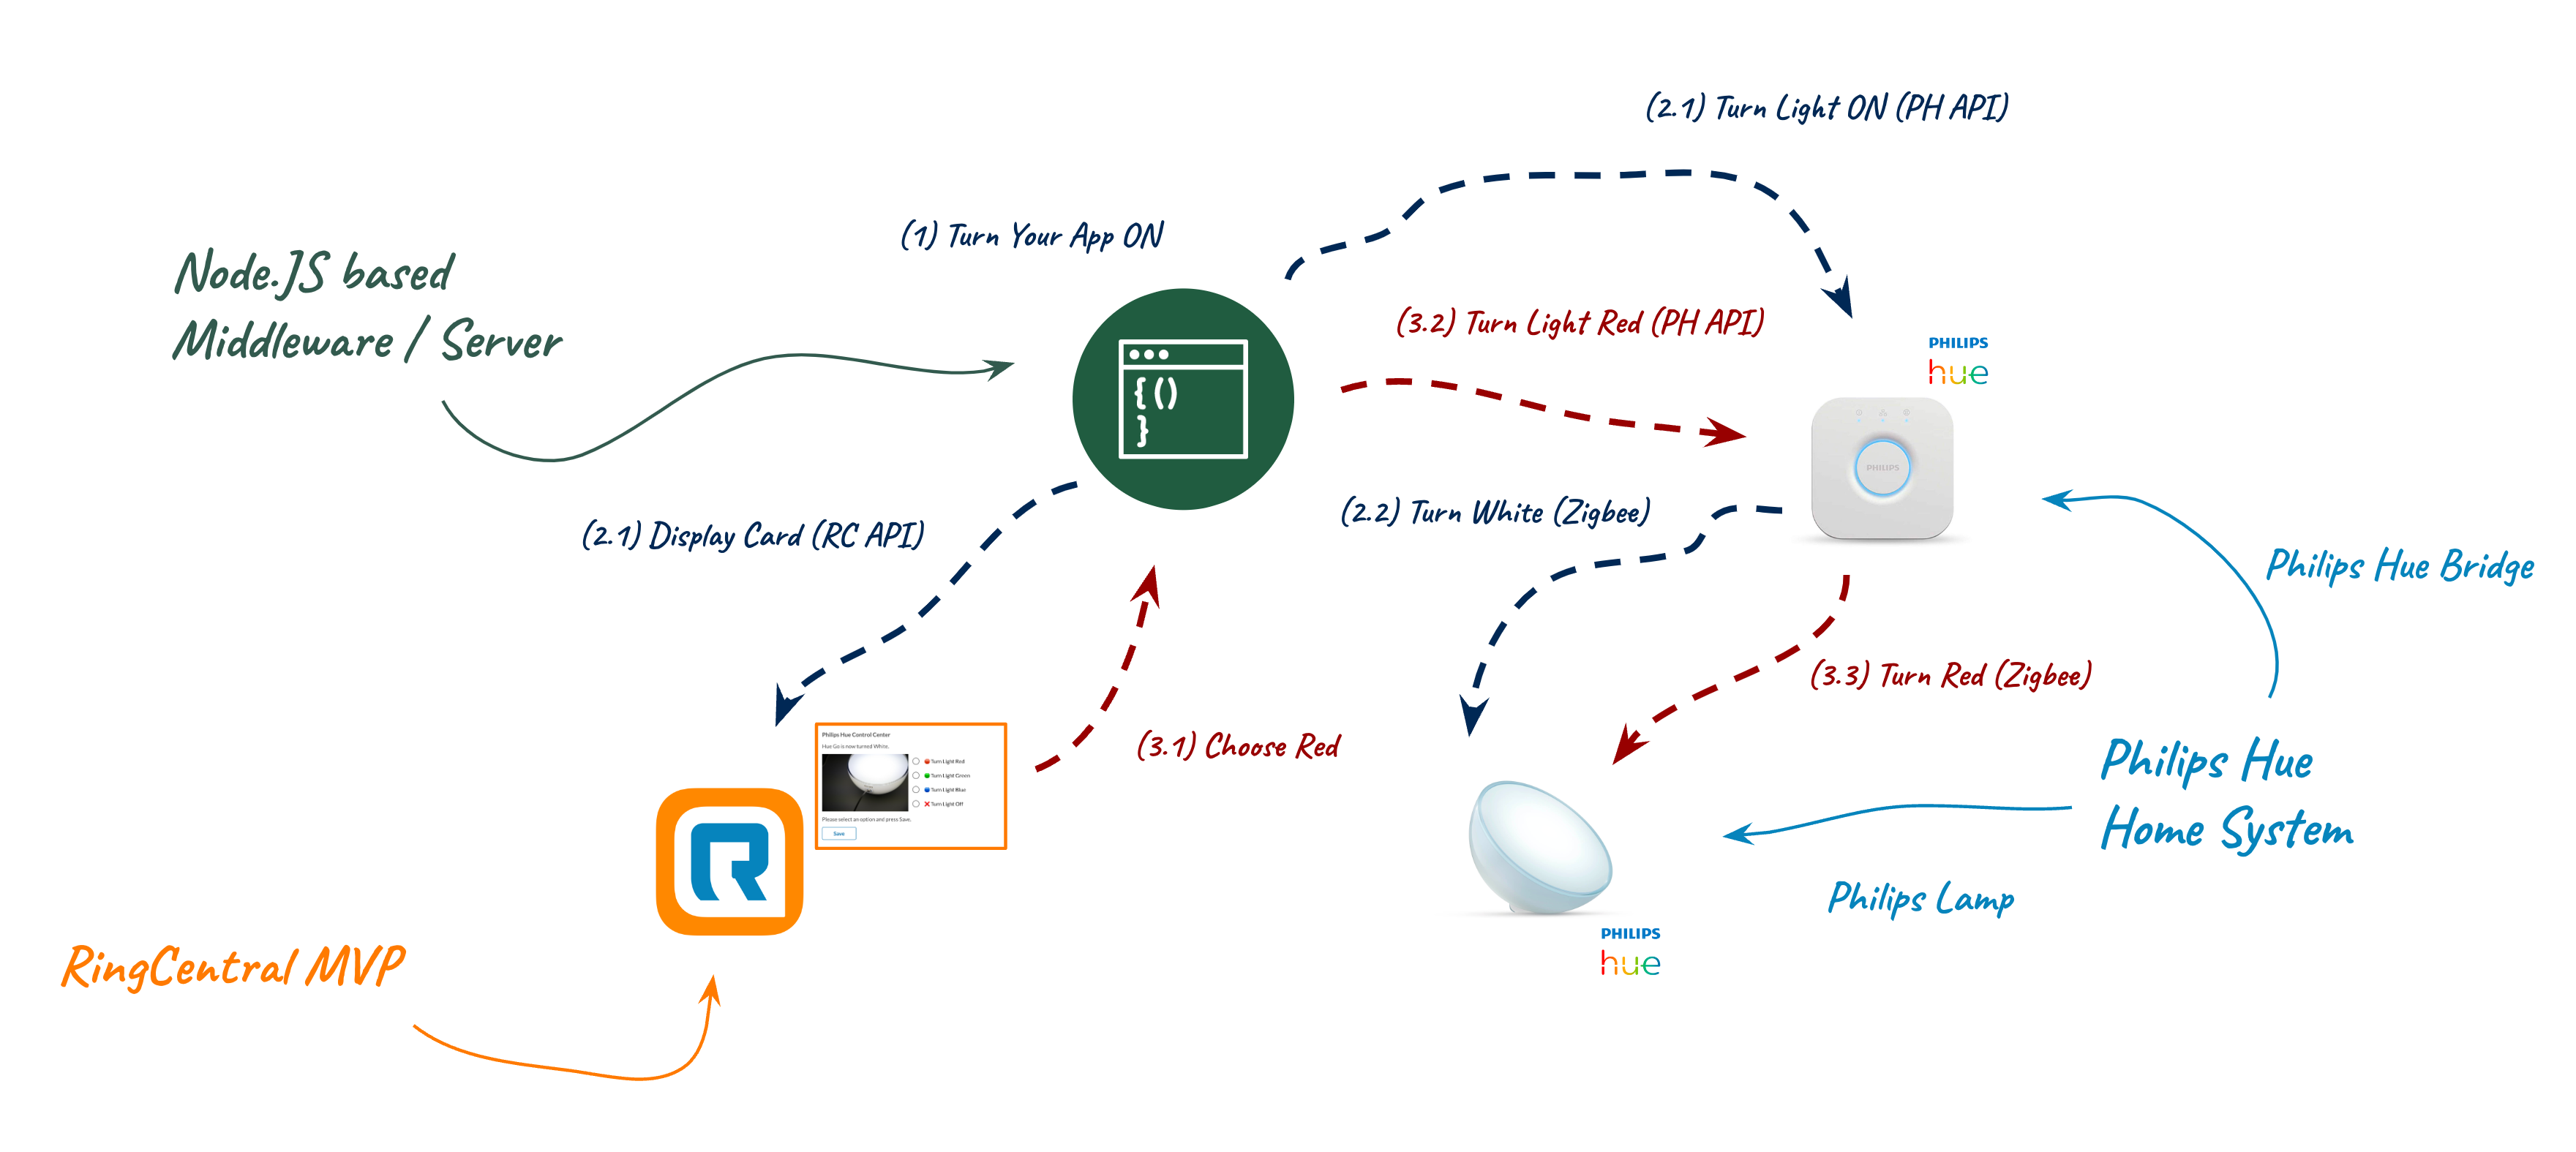 (2.1) Turn Light ON (PH API)
(1) Turn Your App ON
Node.JS based
Middleware / Server
(3.2) Turn Light Red (PH API)
PHILIPS
hue
{()
}
PHILIPS
(2.2) Turn White (Zigbee)
(2.1) Display Card (RC API)
Philips Hue Bridge
(3.3) Turn Red (Zigbee)
(3.1) Choose Red
Philips Hue Control Center
Hue Go is now turned White.
Turn Light Red
Turn Light Green
Turn Light Blue
Turn Light Off
Please select an option and press Save.
Save
Philips Hue
Home System
R
Philips Lamp
PHILIPS
hue
RingCentral MVP